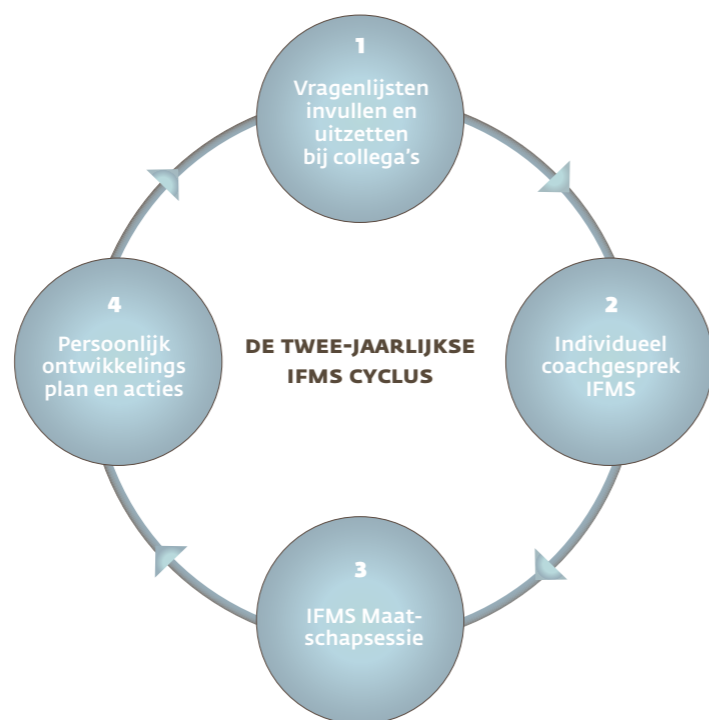 1
Vragenlijsten
invullen en
uitzetten
bij collega's
2
Individueel
coachgesprek
IFMS
3
IFMS Maat-
schapsessie
4
Persoonlijk
ontwikkelings
plan en acties
DE TWEE-JAARLIJKSE
IFMS CYCLUS